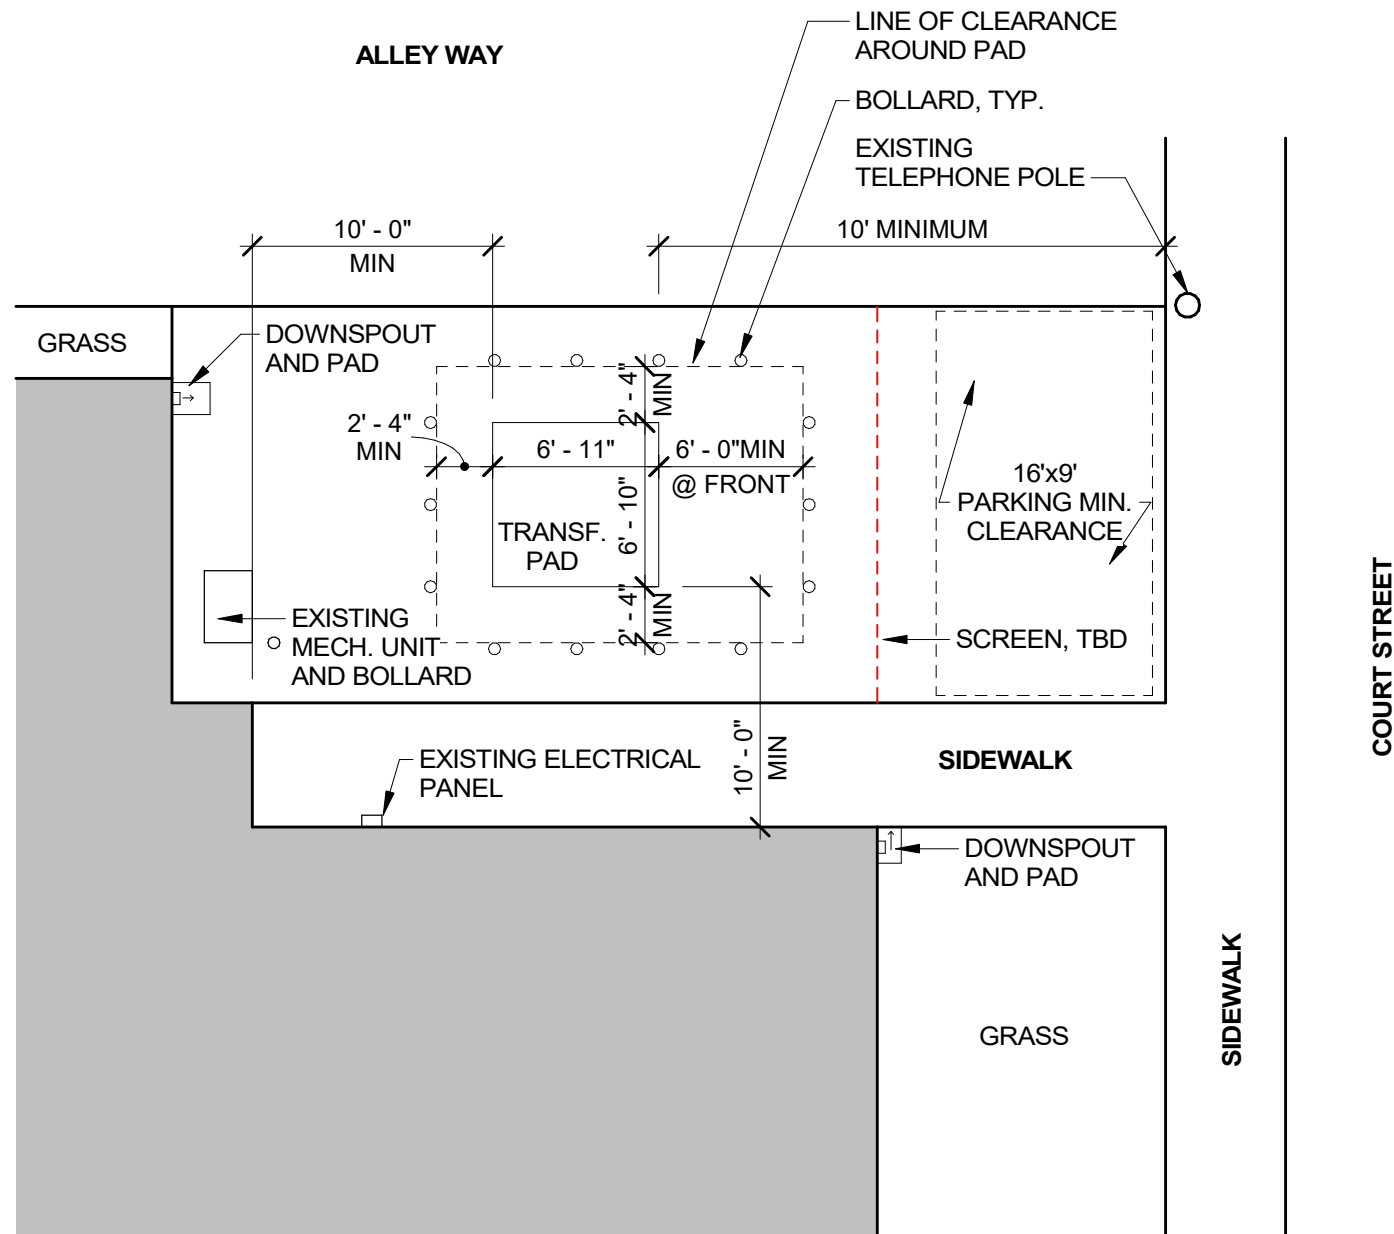 LINE OF CLEARANCE
AROUND PAD
ALLEY WAY
BOLLARD, TYP.
EXISTING
TELEPHONE POLE
10' - 0"
MIN
10' MINIMUM
GRASS
DOWNSPOUT
AND PAD
2' - 4"
MIN
2' - 4"
MIN
6' - 11"
6' - 0"MIN
@ FRONT
6' - 10"
TRANSF.
PAD
16'x9'
PARKING MIN.
CLEARANCE
2' - 4"
MIN
EXISTING
MECH. UNIT
AND BOLLARD
SCREEN, TBD
COURT STREET
10' - 0"
MIN
EXISTING ELECTRICAL
PANEL
SIDEWALK
DOWNSPOUT
AND PAD
SIDEWALK
GRASS